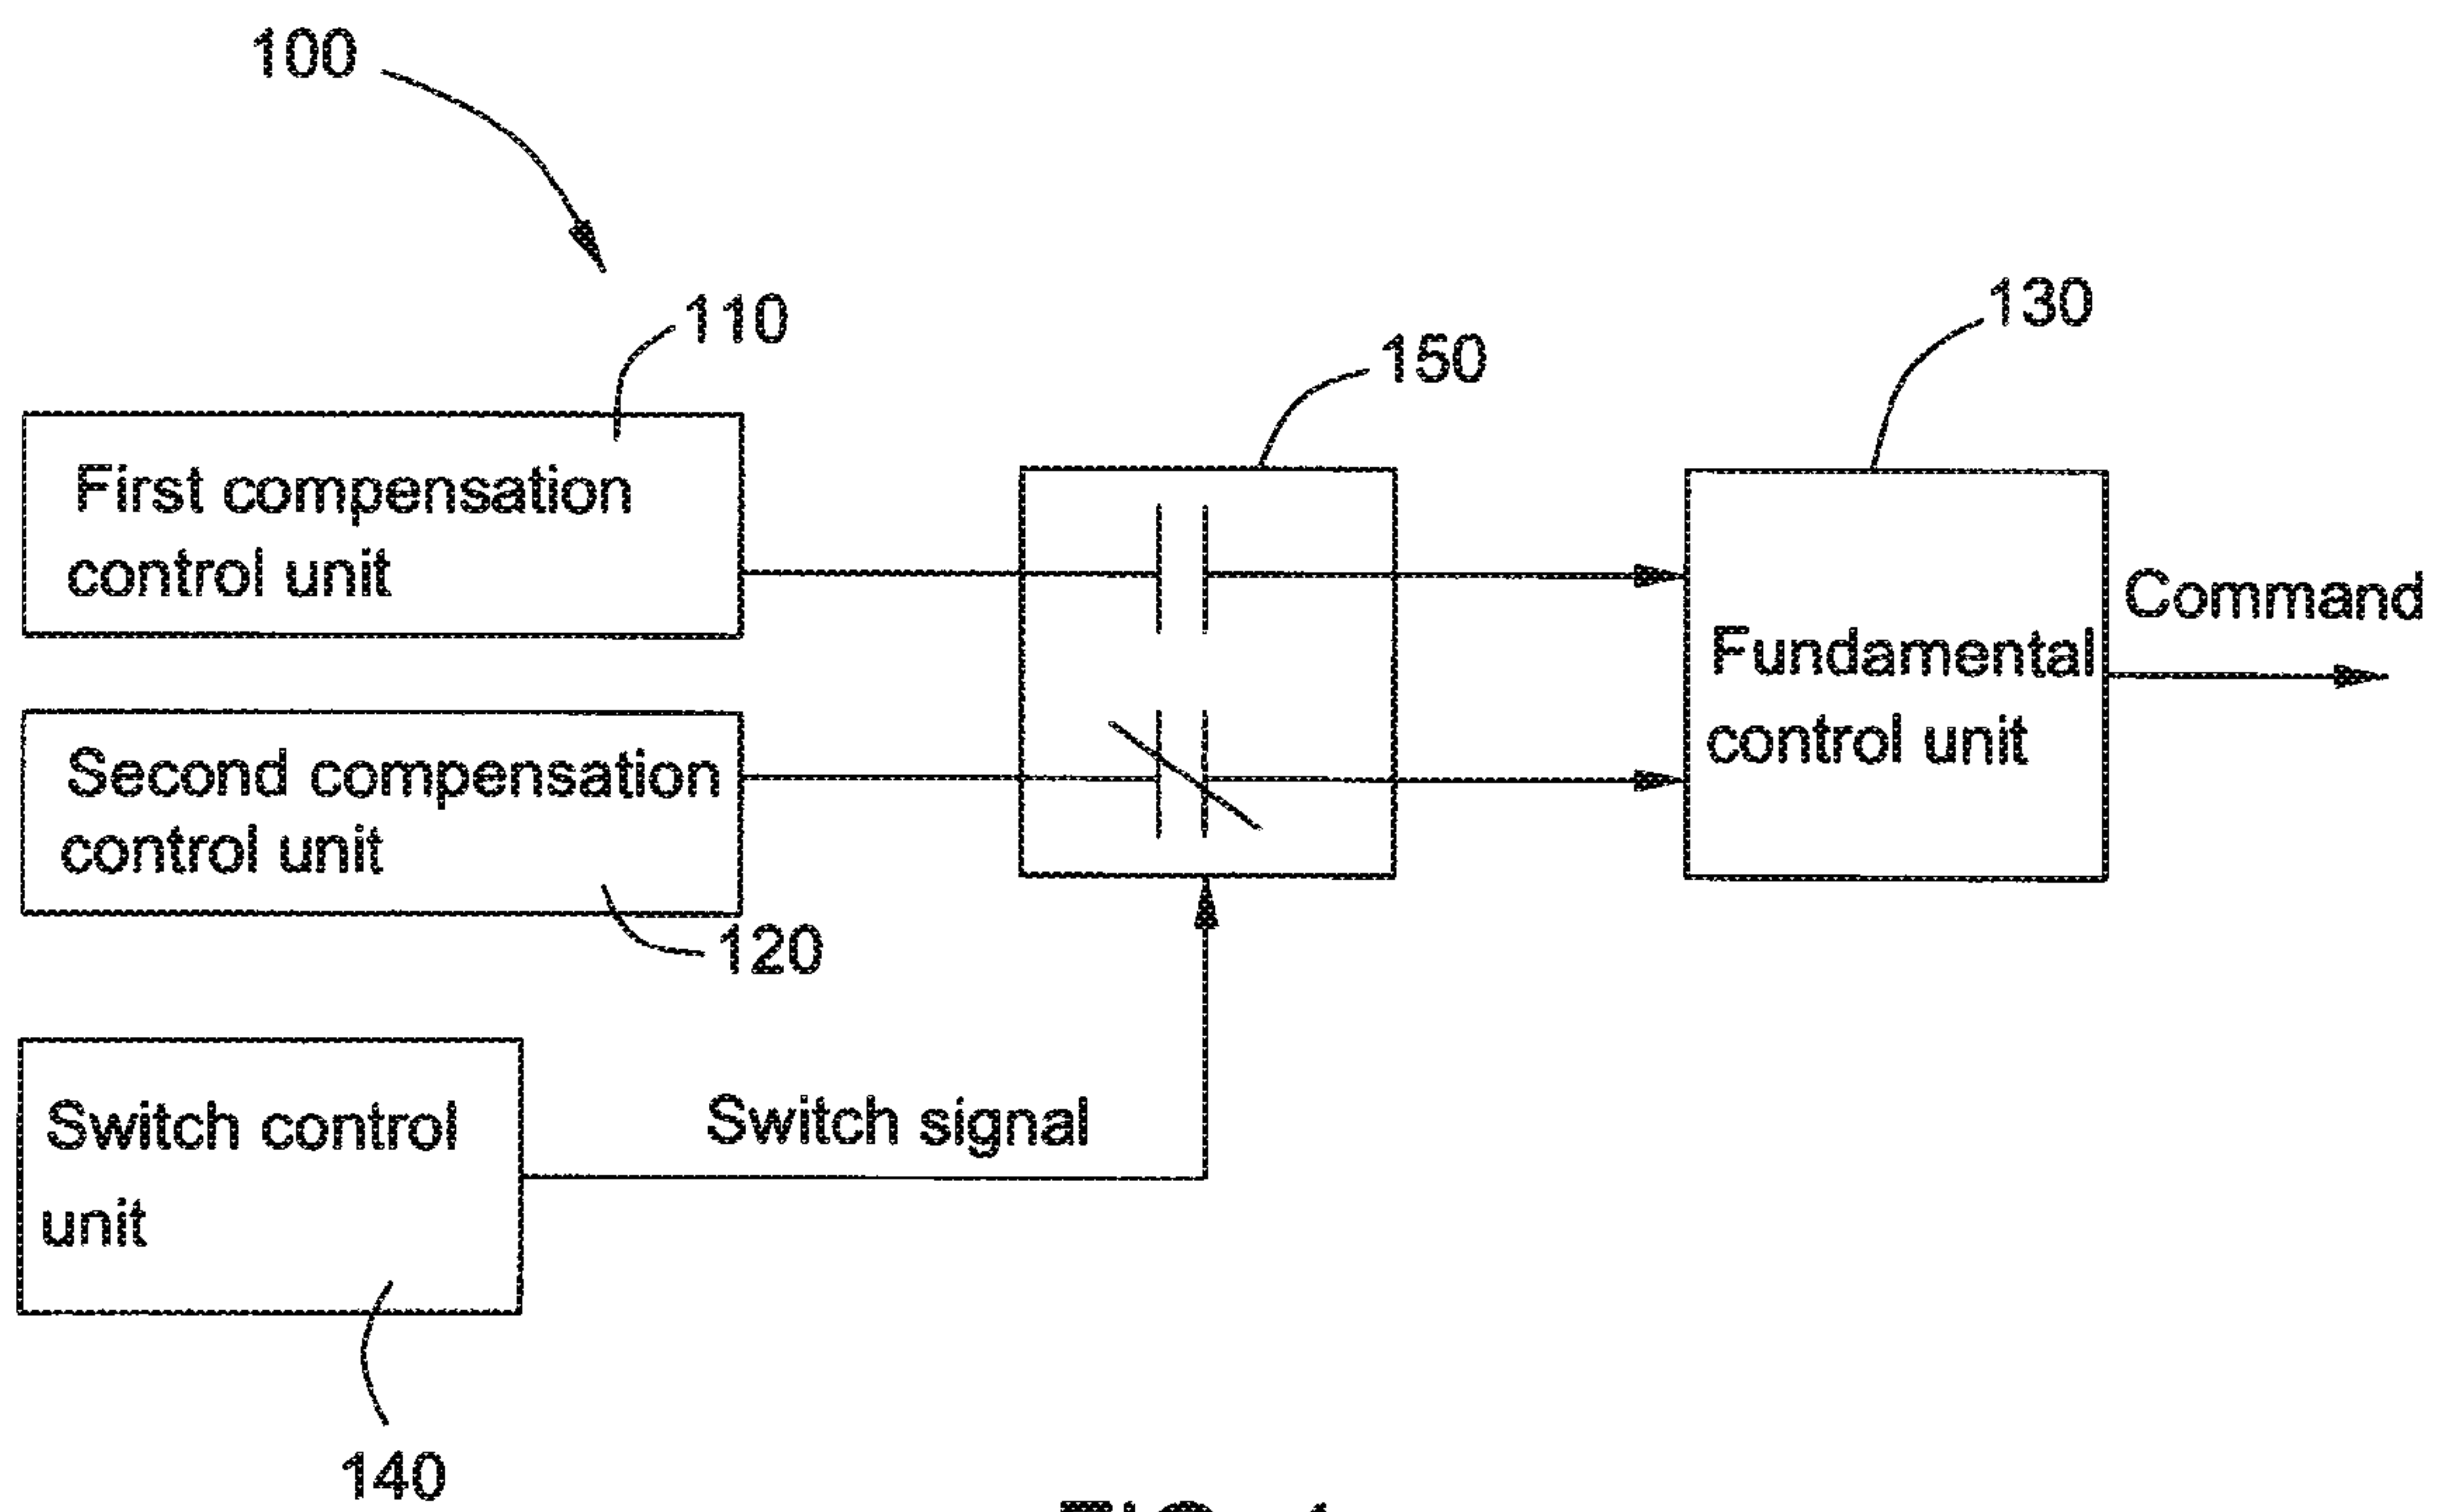 100
110
150
130
First compensation
control unit
Command
Fundamental
control unit
Second compensation
control unit
120
Switch control
unit
Switch signal
140